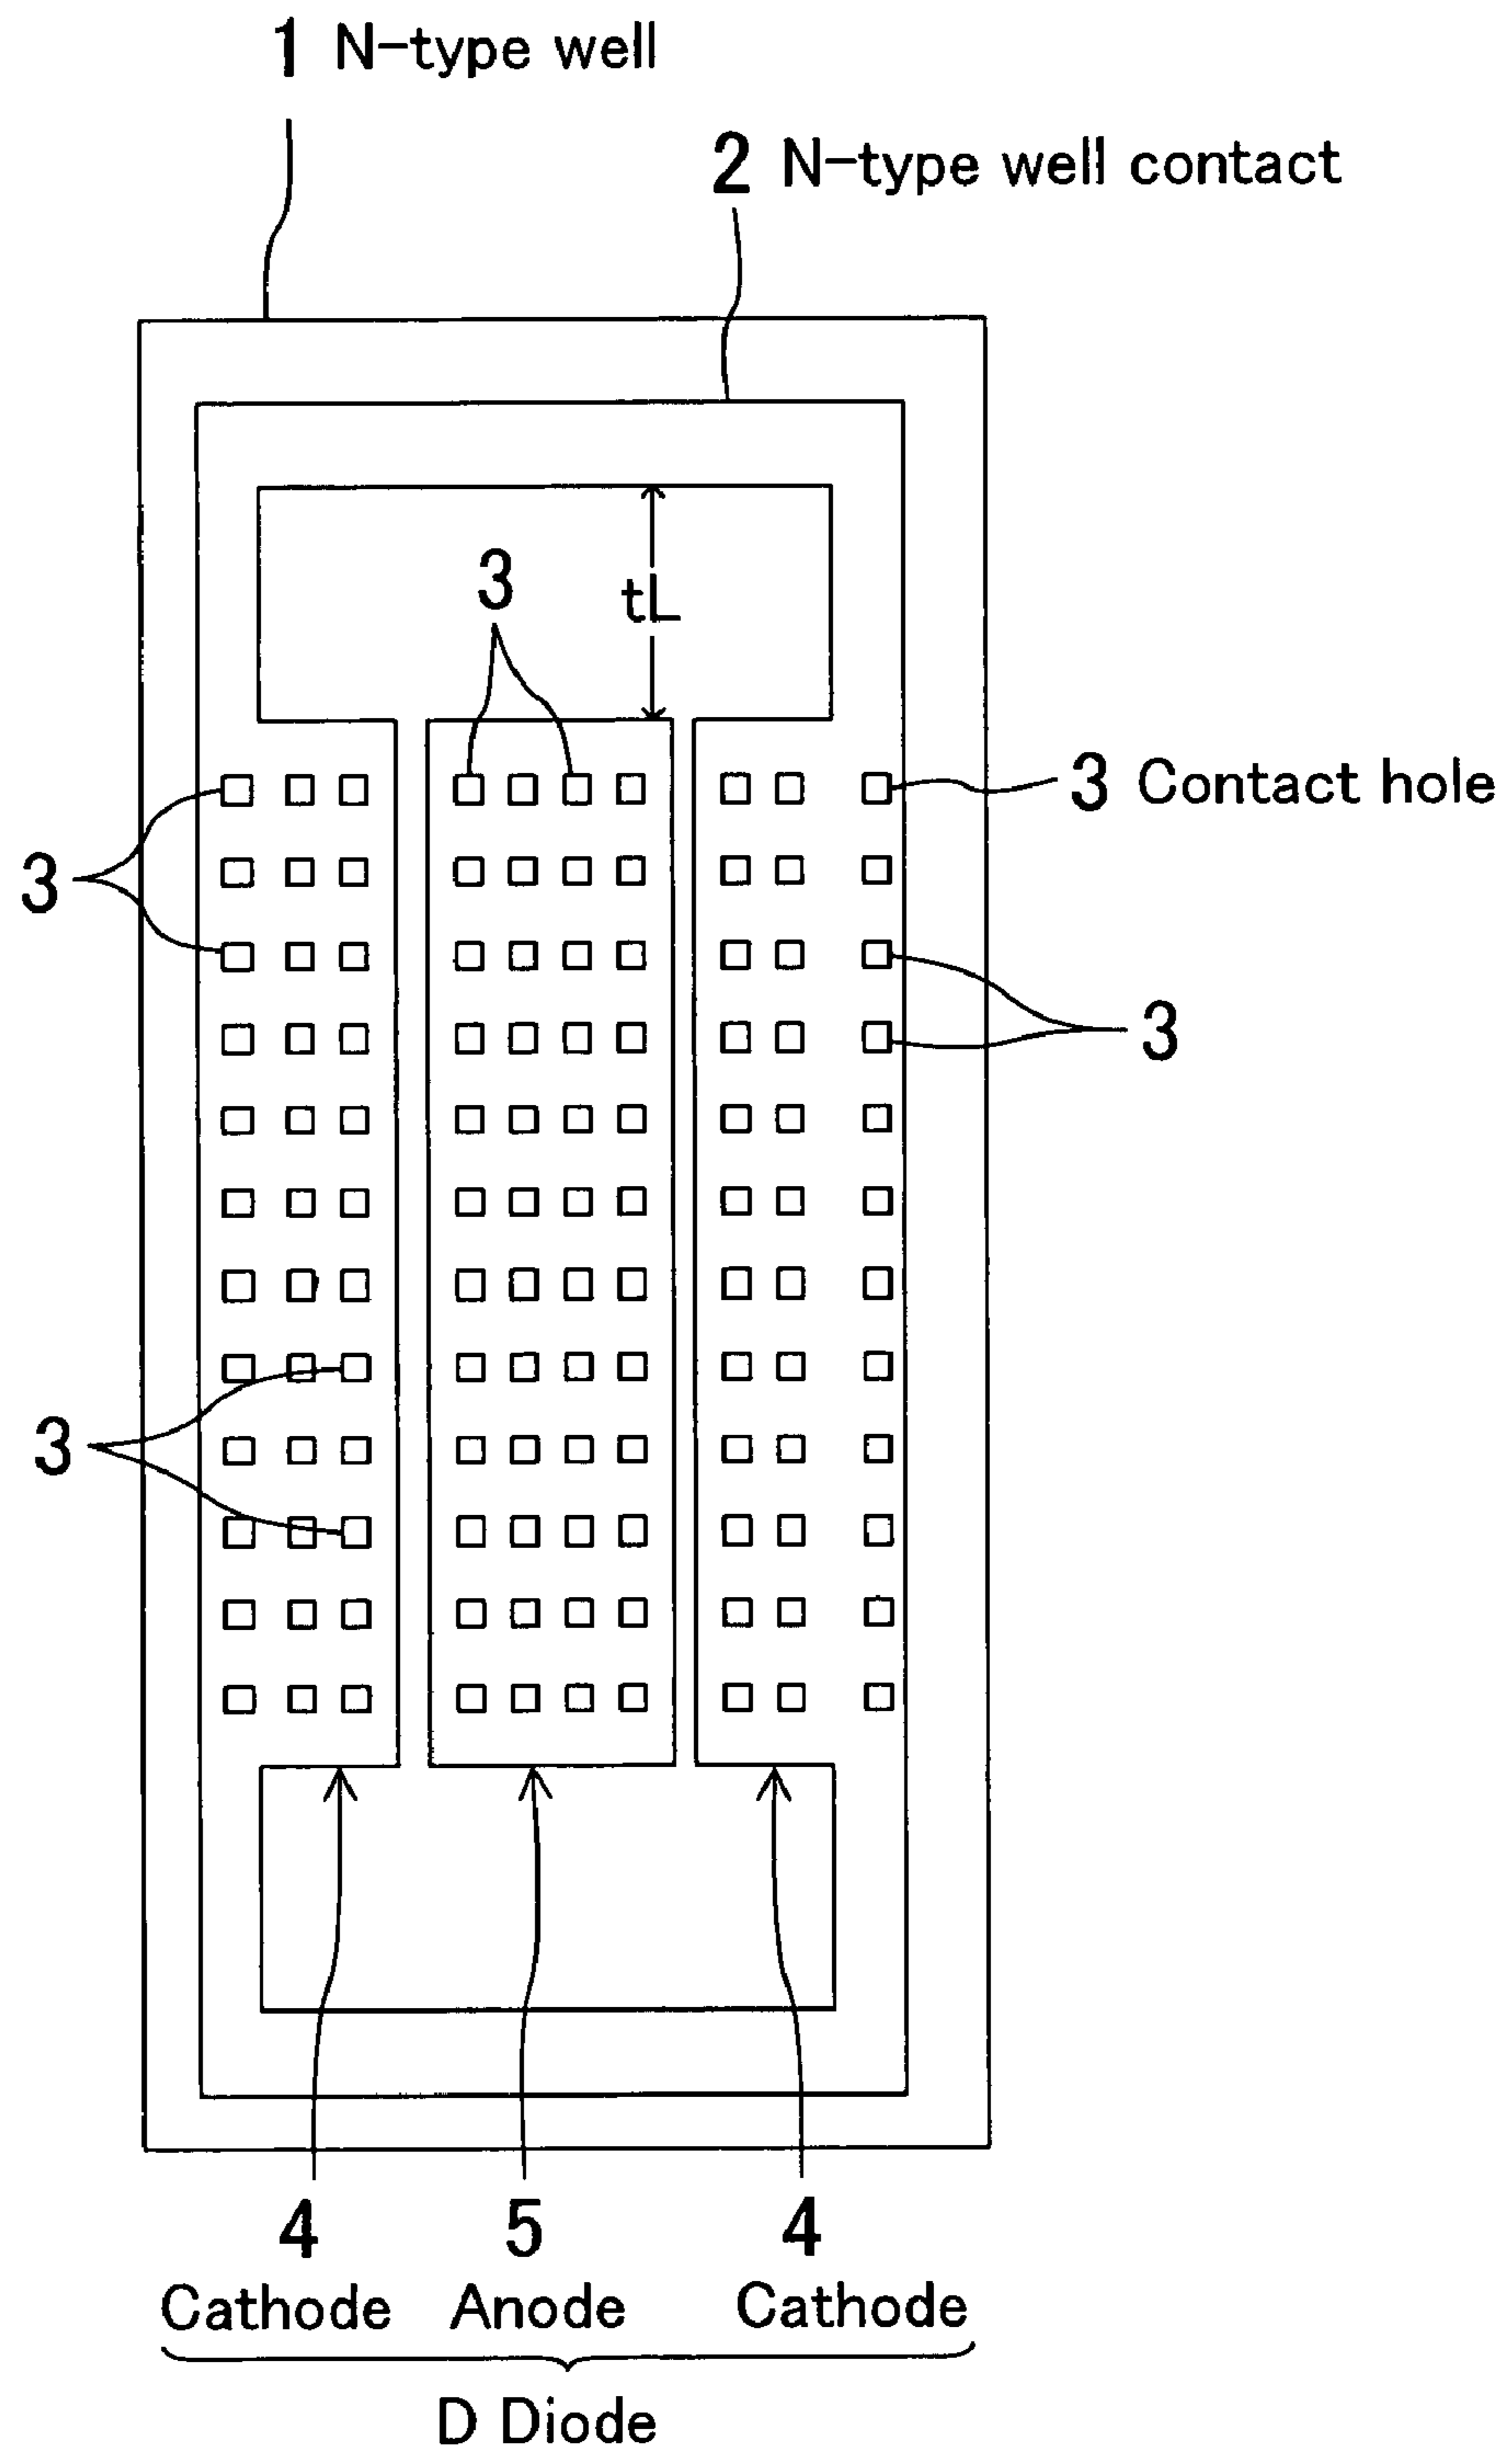 1 N-type well
2 N-type well contact
3
tL
3 Contact hole
3
3
3
4 5 4
Cathode Anode Cathode
D Diode